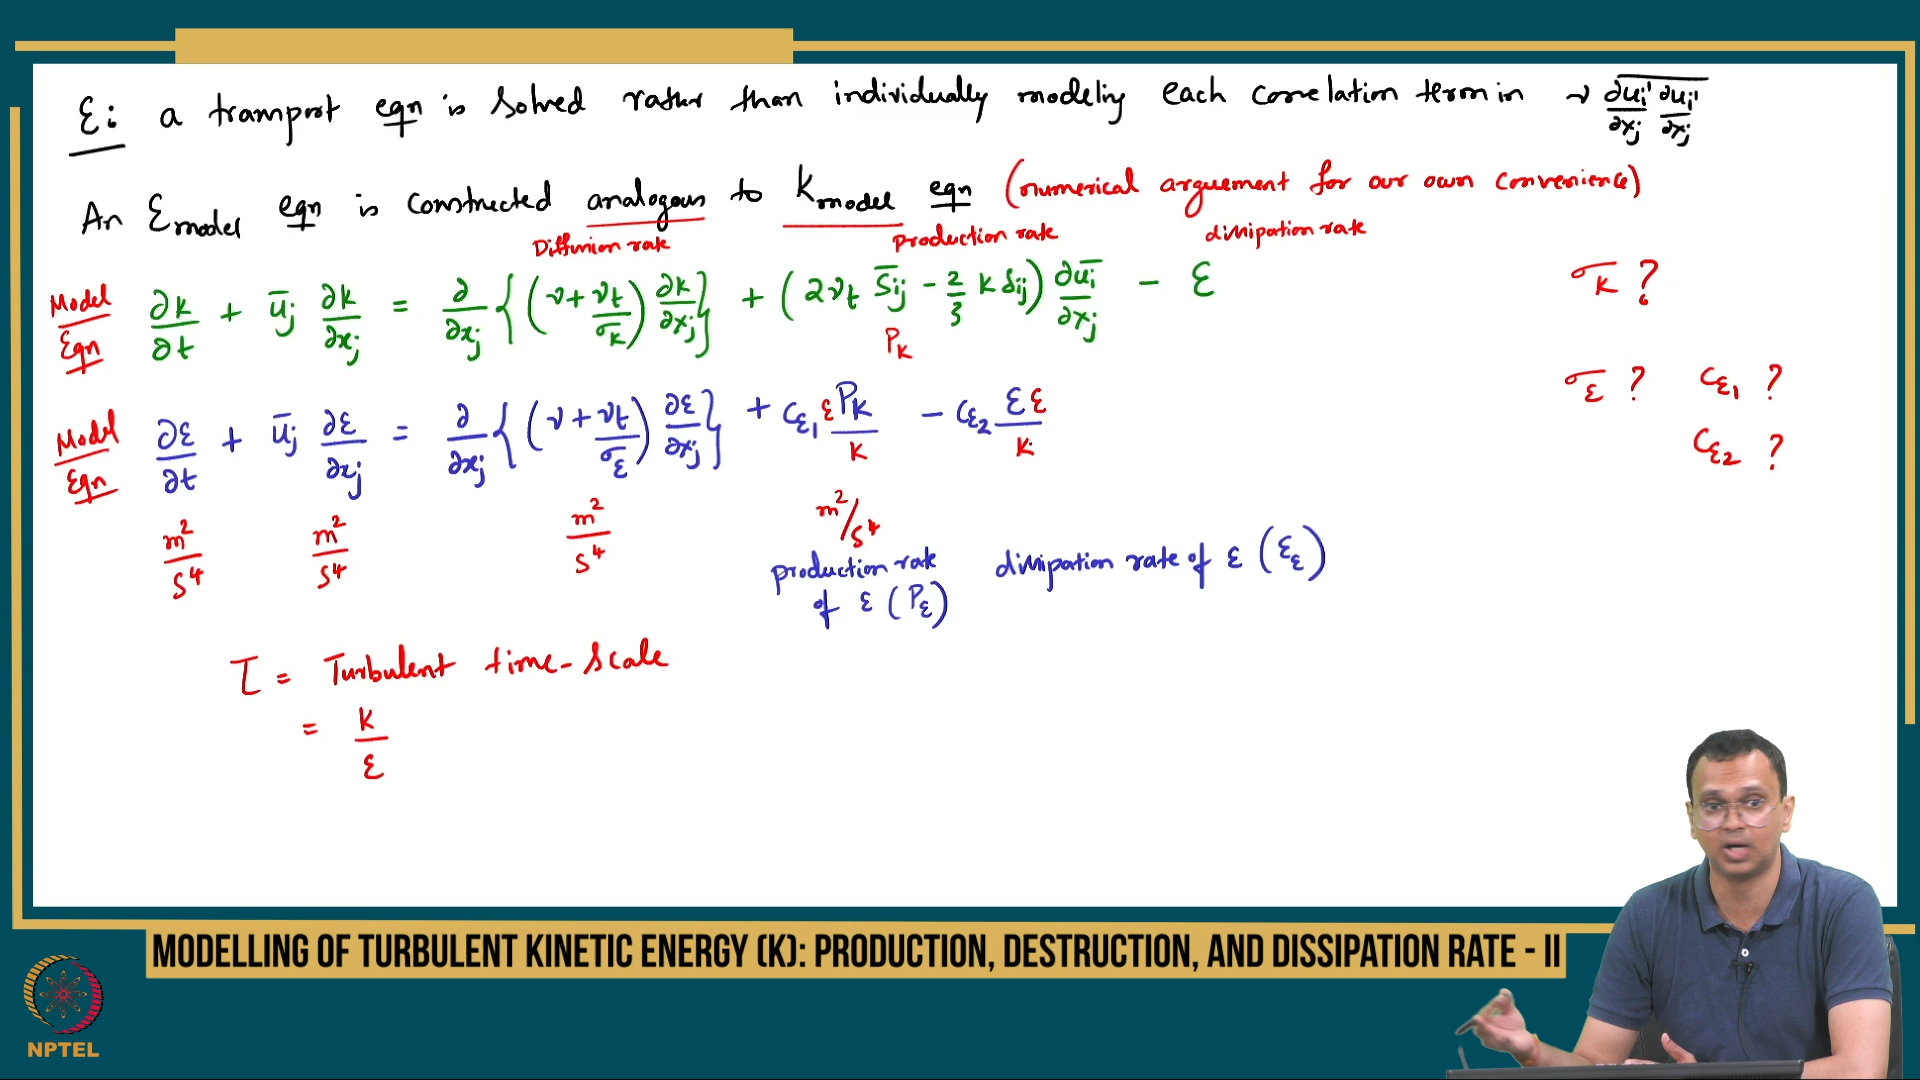 ε: a transport eqn is solved rather than individually modeling each correlation term in ν \overline{∂ui'/∂xj ∂ui'/∂xj}
An ε_model eqn is constructed analogous to K_model eqn (numerical arguement for our own convenience)
Diffusion rate production rate dissipation rate
Model Eqn ∂k/∂t + ūj ∂k/∂xj = ∂/∂xj {(ν + νt/σk) ∂k/∂xj} + (2νt S̄ij - 2/3 k δij) ∂ūi/∂xj - ε σk ?
Pk
Model Eqn ∂ε/∂t + ūj ∂ε/∂xj = ∂/∂xj {(ν + νt/σε) ∂ε/∂xj} + Cε1 ε Pk/k - Cε2 ε ε/k σε ? Cε1 ?
Cε2 ?
m²/s⁴ m²/s⁴ m²/s⁴ m²/s⁴
production rate of ε (Pε) dissipation rate of ε (εε)
τ = Turbulent time-scale
= k/ε
MODELLING OF TURBULENT KINETIC ENERGY (K): PRODUCTION, DESTRUCTION, AND DISSIPATION RATE - II
NPTEL